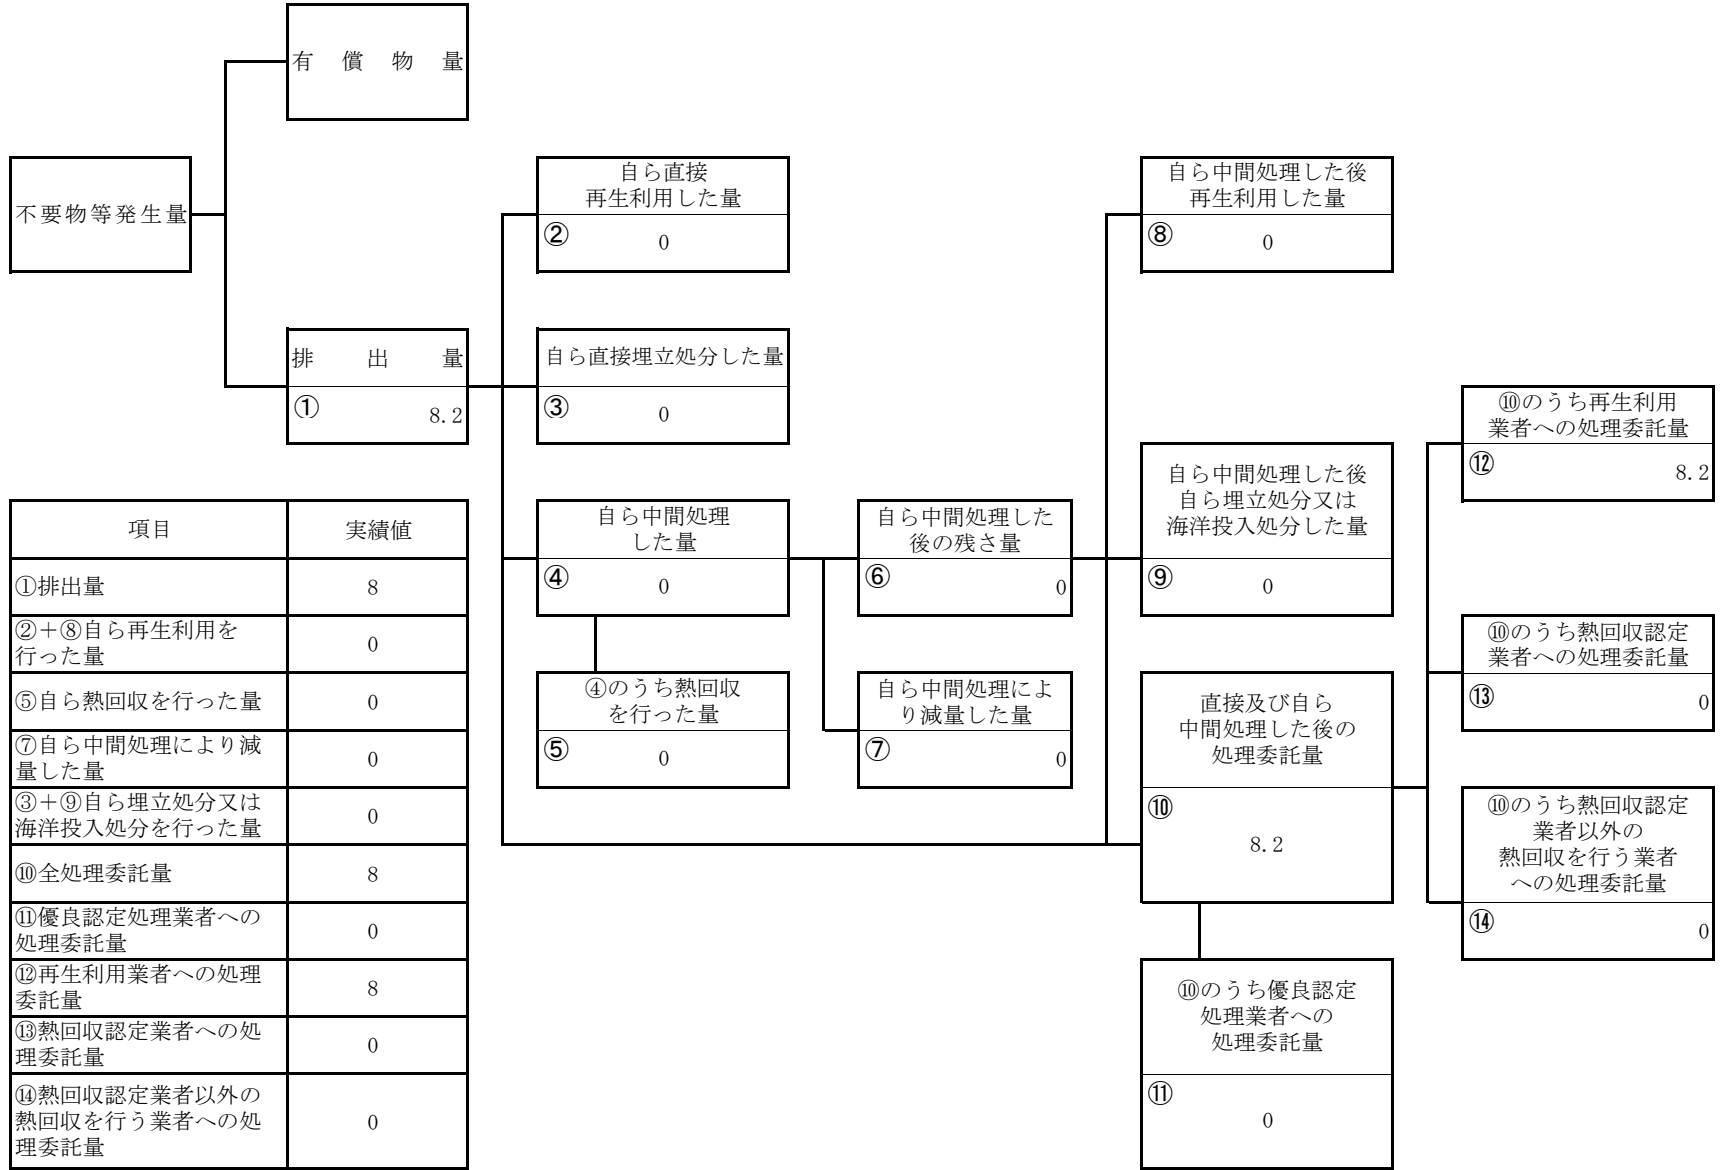 有償物量
不要物等発生量
自ら直接
再生利用した量
②
0
自ら中間処理した後
再生利用した量
⑧
0
排出量
①
8.2
自ら直接埋立処分した量
③
0
⑩のうち再生利用
業者への処理委託量
⑫
8.2
自ら中間処理した後
自ら埋立処分又は
海洋投入処分した量
⑨
0
自ら中間処理
した量
④
0
自ら中間処理した
後の残さ量
⑥
0
⑩のうち熱回収認定
業者への処理委託量
⑬
0
④のうち熱回収
を行った量
⑤
0
自ら中間処理によ
り減量した量
⑦
0
直接及び自ら
中間処理した後の
処理委託量
⑩
8.2
⑩のうち熱回収認定
業者以外の
熱回収を行う業者
への処理委託量
⑭
0
⑩のうち優良認定
処理業者への
処理委託量
⑪
0
項目 実績値
①排出量 8
②＋⑧自ら再生利用を
行った量 0
⑤自ら熱回収を行った量 0
⑦自ら中間処理により減
量した量 0
③＋⑨自ら埋立処分又は
海洋投入処分を行った量 0
⑩全処理委託量 8
⑪優良認定処理業者への
処理委託量 0
⑫再生利用業者への処理
委託量 8
⑬熱回収認定業者への処
理委託量 0
⑭熱回収認定業者以外の
熱回収を行う業者への処 0
理委託量